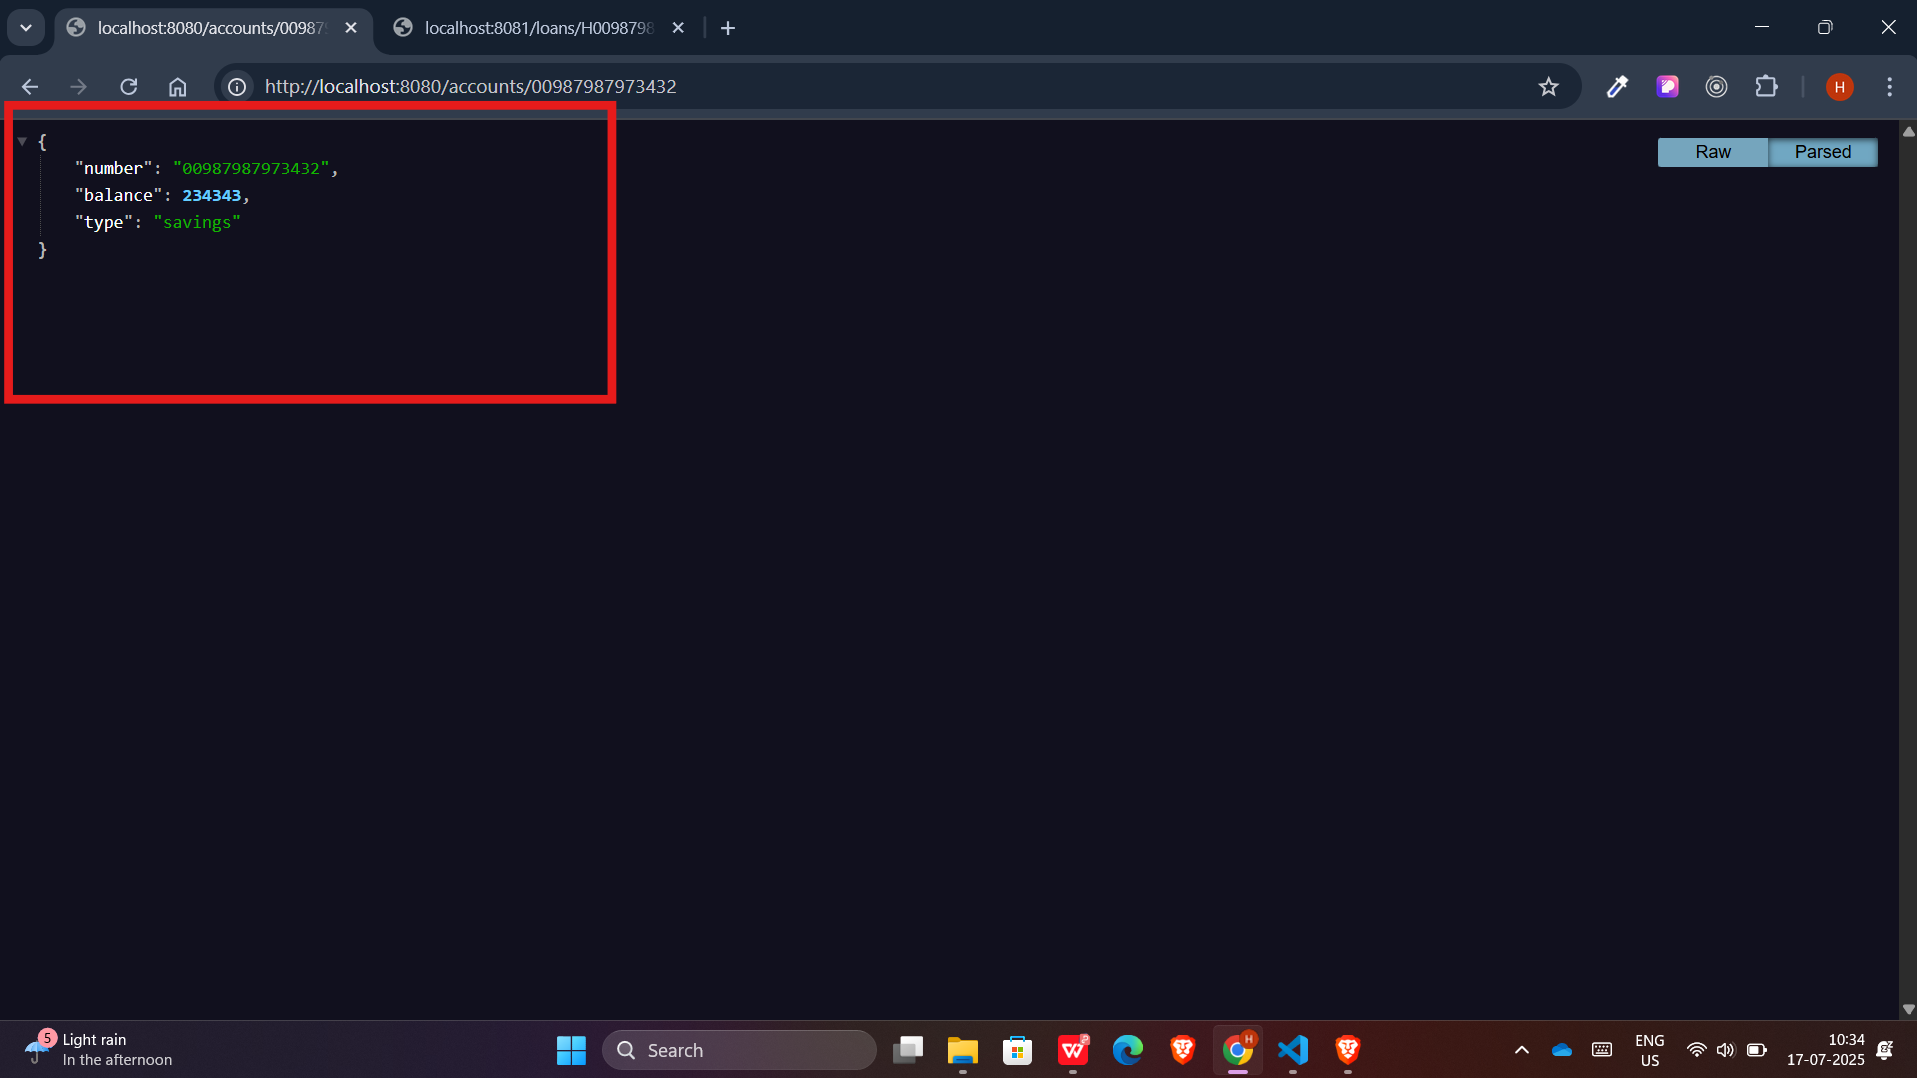 localhost:8080/accounts/00987
localhost:8081/loans/H0098798
http://localhost:8080/accounts/00987987973432
H
{
"number": "00987987973432",
"balance": 234343,
"type": "savings"
}
Raw
Parsed
5
Light rain
In the afternoon
Search
H
ENG
US
10:34
17-07-2025